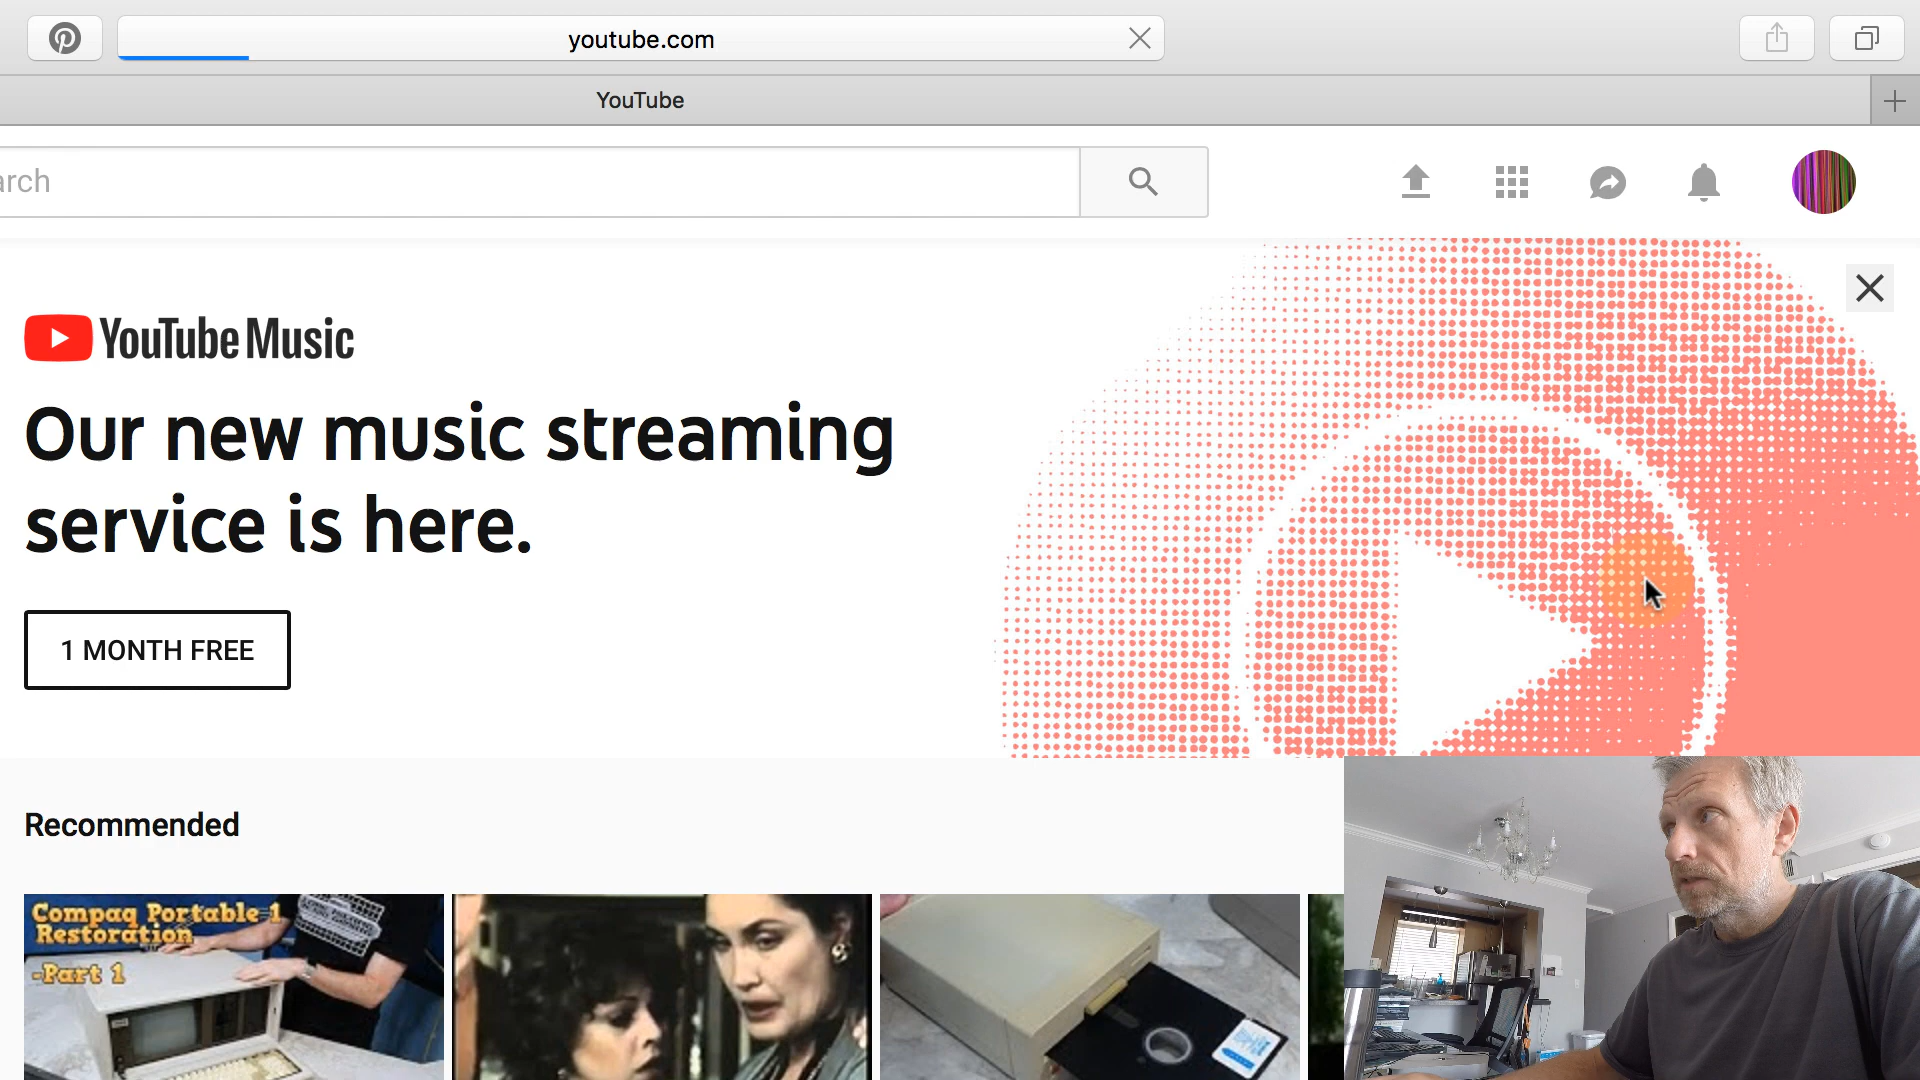 youtube.com
YouTube
arch
YouTube Music
Our new music streaming
service is here.
1 MONTH FREE
Recommended
Compaq Portable 1
Restoration
-Part 1